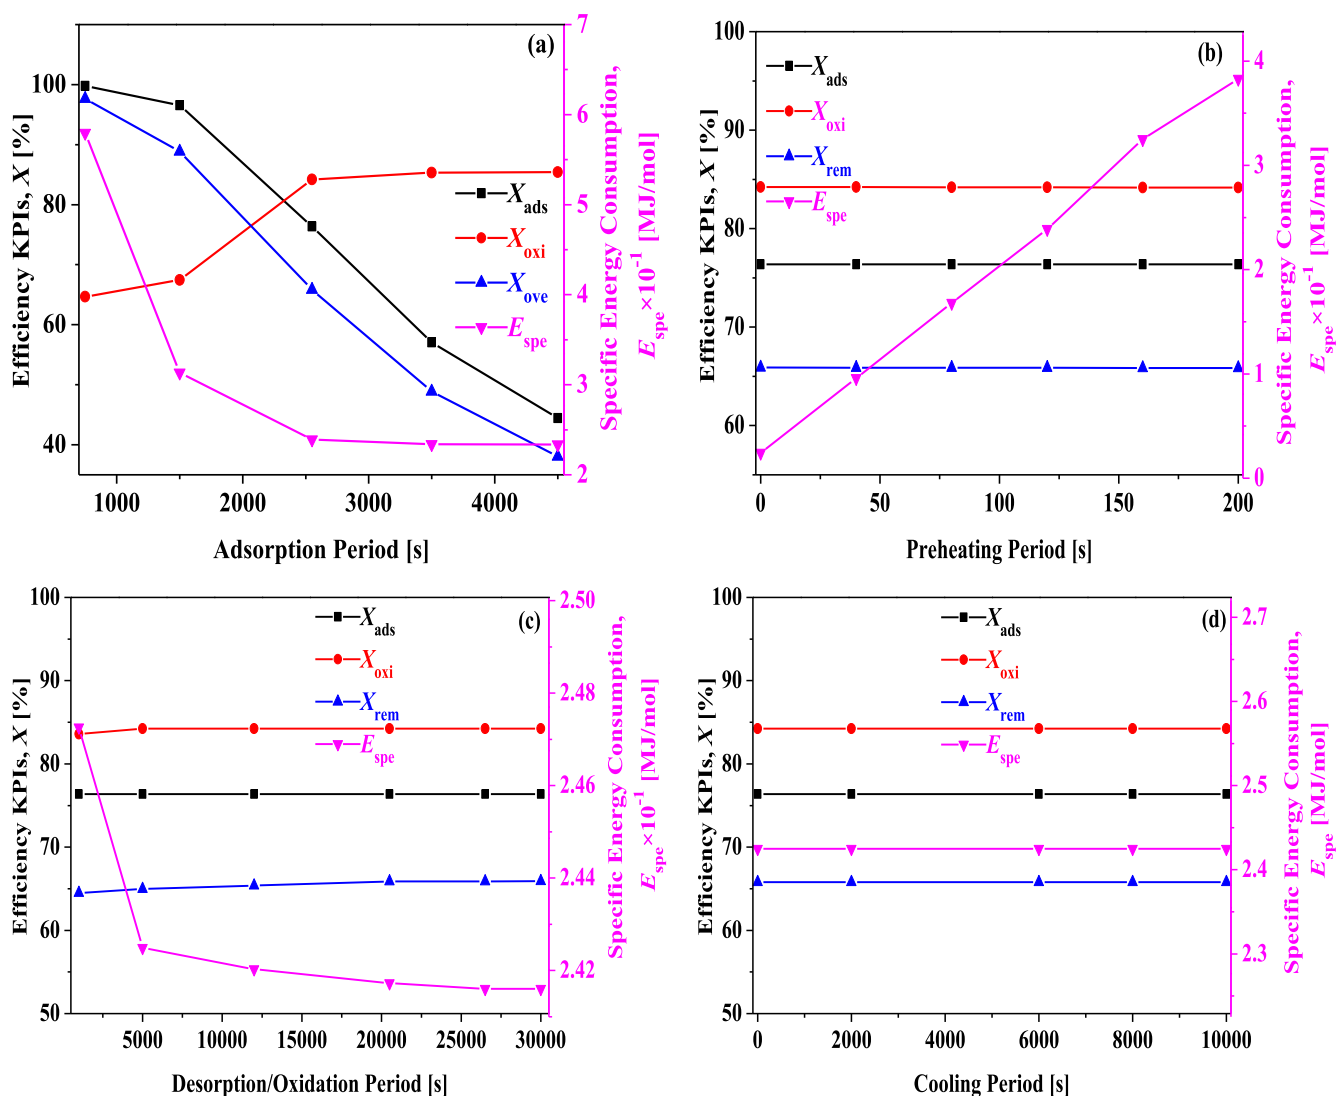 (a)
Efficiency KPIs, X [%]
100
80
60
40
X_ads
X_oxi
X_ove
E_spe
7
6
5
4
3
2
Specific Energy Consumption,
E_spe×10^-1 [MJ/mol]
1000 2000 3000 4000
Adsorption Period [s]
(b)
Efficiency KPIs, X [%]
100
90
80
70
60
X_ads
X_oxi
X_rem
E_spe
4
3
2
1
0
Specific Energy Consumption,
E_spe×10^-1 [MJ/mol]
0 50 100 150 200
Preheating Period [s]
(c)
Efficiency KPIs, X [%]
100
90
80
70
60
50
X_ads
X_oxi
X_rem
E_spe
2.50
2.48
2.46
2.44
2.42
Specific Energy Consumption,
E_spe×10^-1 [MJ/mol]
5000 10000 15000 20000 25000 30000
Desorption/Oxidation Period [s]
(d)
Efficiency KPIs, X [%]
100
90
80
70
60
50
X_ads
X_oxi
X_rem
E_spe
2.7
2.6
2.5
2.4
2.3
Specific Energy Consumption,
E_spe [MJ/mol]
0 2000 4000 6000 8000 10000
Cooling Period [s]